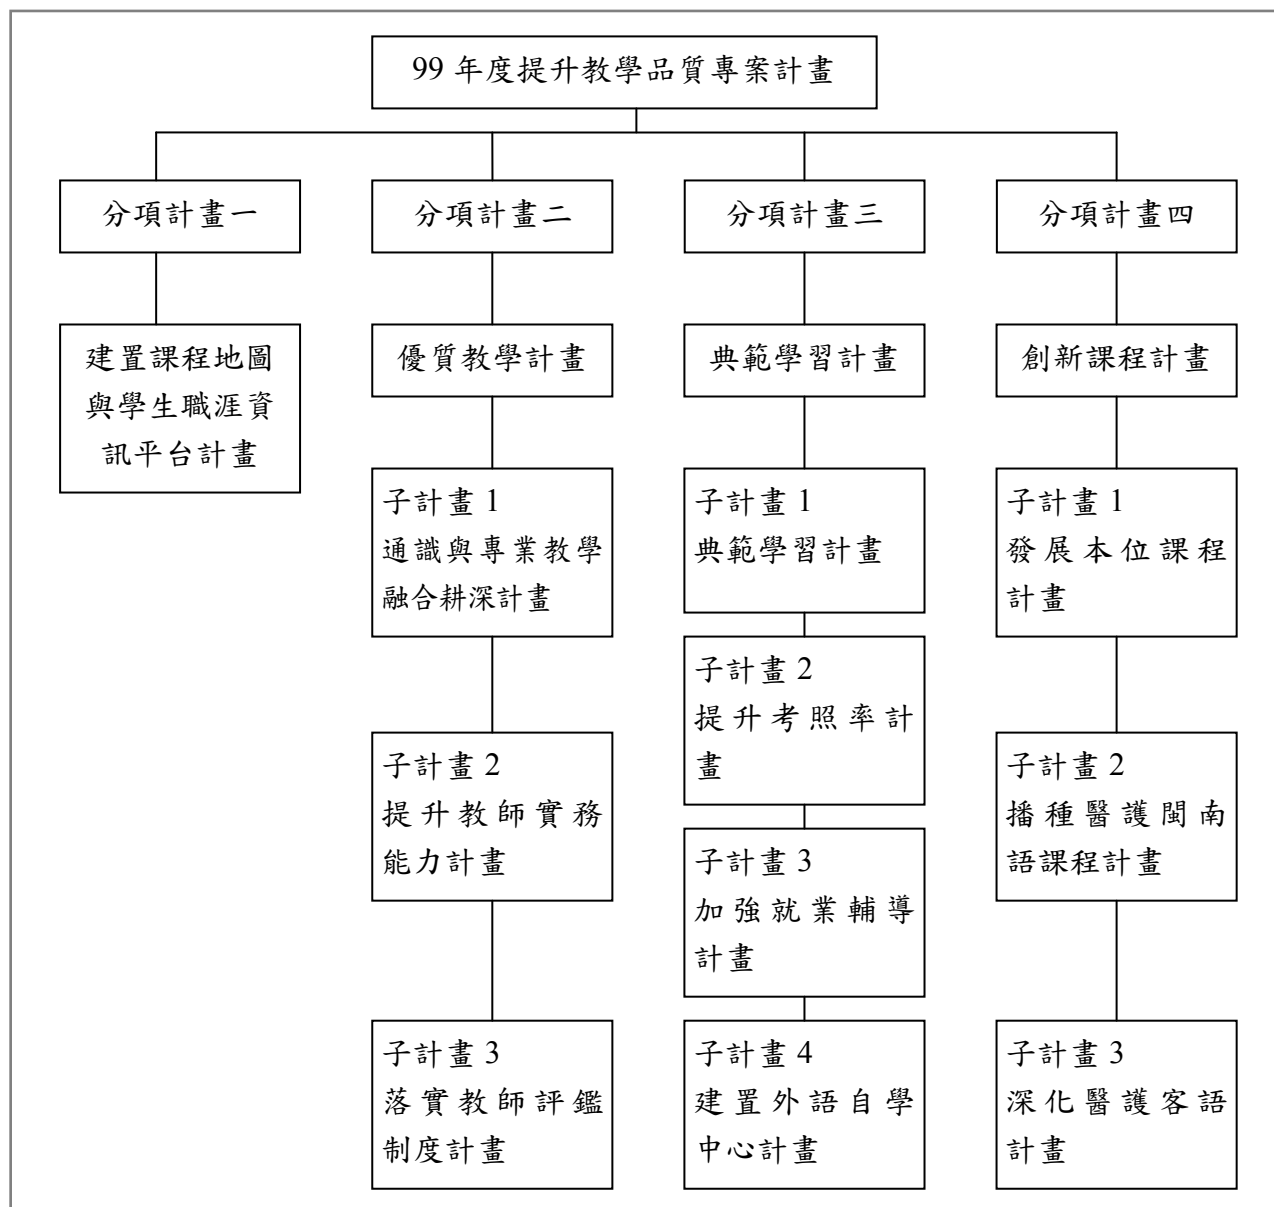 99 年度提升教學品質專案計畫
分項計畫一
分項計畫二
分項計畫三
分項計畫四
建置課程地圖
與學生職涯資
訊平台計畫
優質教學計畫
典範學習計畫
創新課程計畫
子計畫 1
通識與專業教學
融合耕深計畫
子計畫 1
典範學習計畫
子計畫 1
發展本位課程
計畫
子計畫 2
提升教師實務
能力計畫
子計畫 2
提升考照率計
畫
子計畫 2
播種醫護閩南
語課程計畫
子計畫 3
加強就業輔導
計畫
子計畫 3
落實教師評鑑
制度計畫
子計畫 4
建置外語自學
中心計畫
子計畫 3
深化醫護客語
計畫